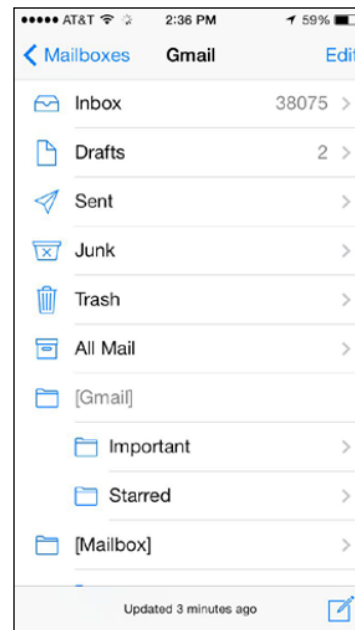 AT&T 2:36 PM 59%
Mailboxes Gmail Edit
Inbox 38075
Drafts 2
Sent
Junk
Trash
All Mail
[Gmail]
Important
Starred
[Mailbox]
Updated 3 minutes ago